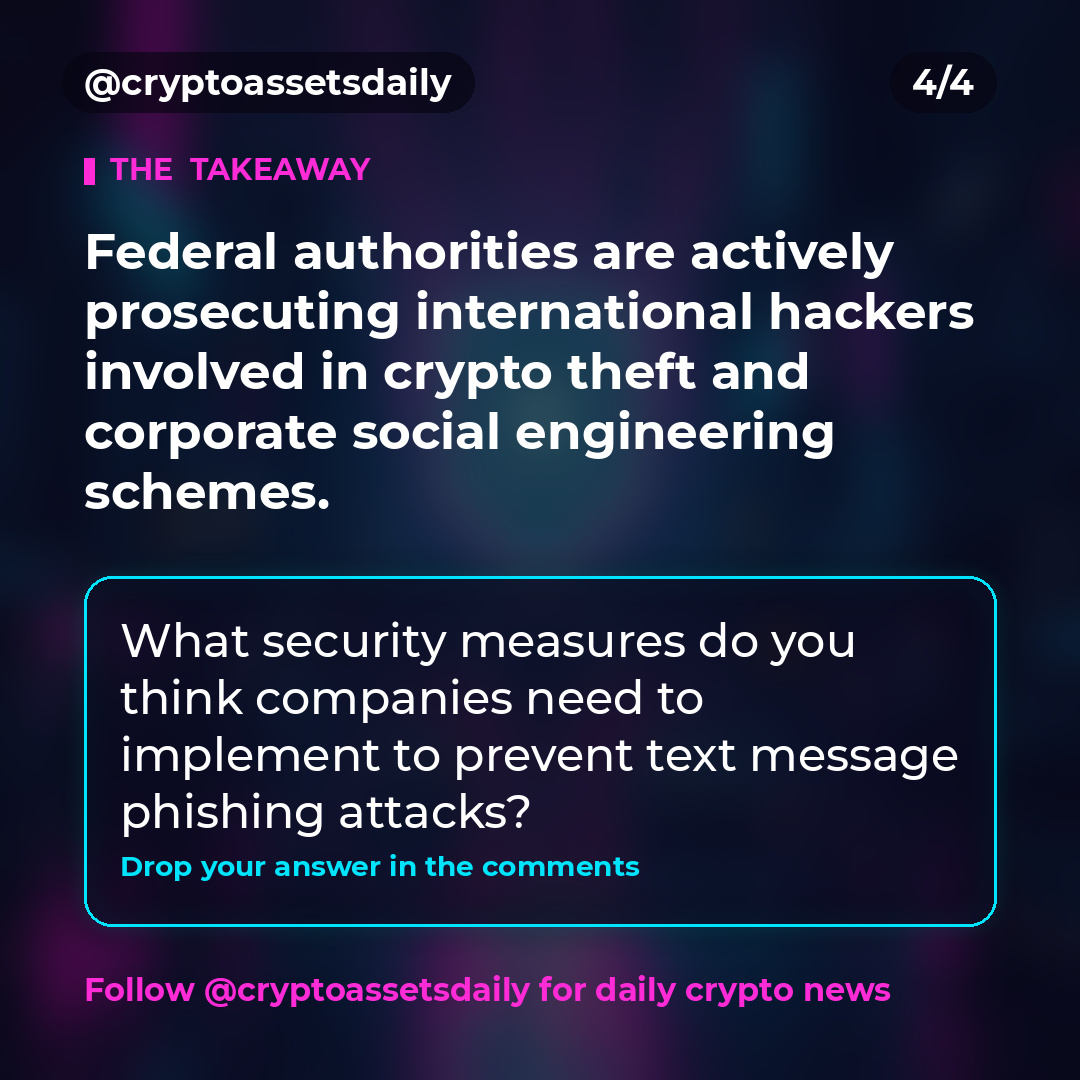 @cryptoassetsdaily
4/4
THE TAKEAWAY
Federal authorities are actively
prosecuting international hackers
involved in crypto theft and
corporate social engineering
schemes.
What security measures do you
think companies need to
implement to prevent text message
phishing attacks?
Drop your answer in the comments
Follow @cryptoassetsdaily for daily crypto news